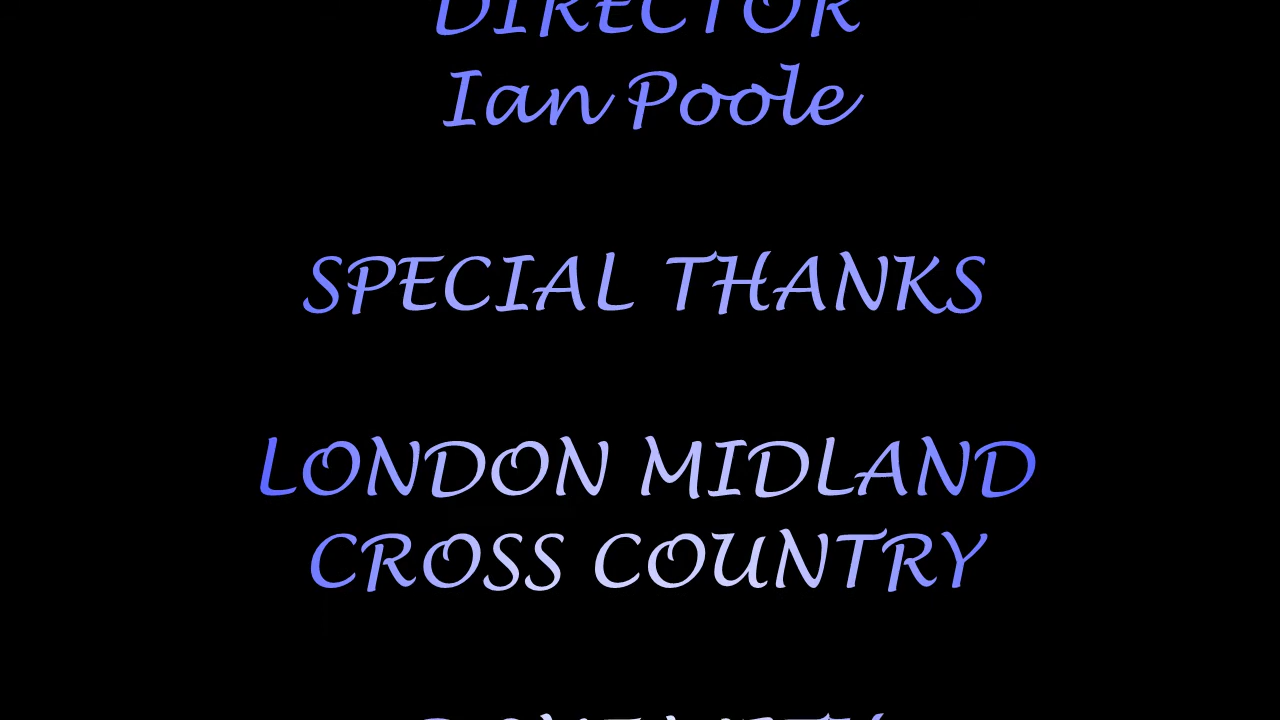 DIRECTOR
Ian Poole
SPECIAL THANKS
LONDON MIDLAND
CROSS COUNTRY